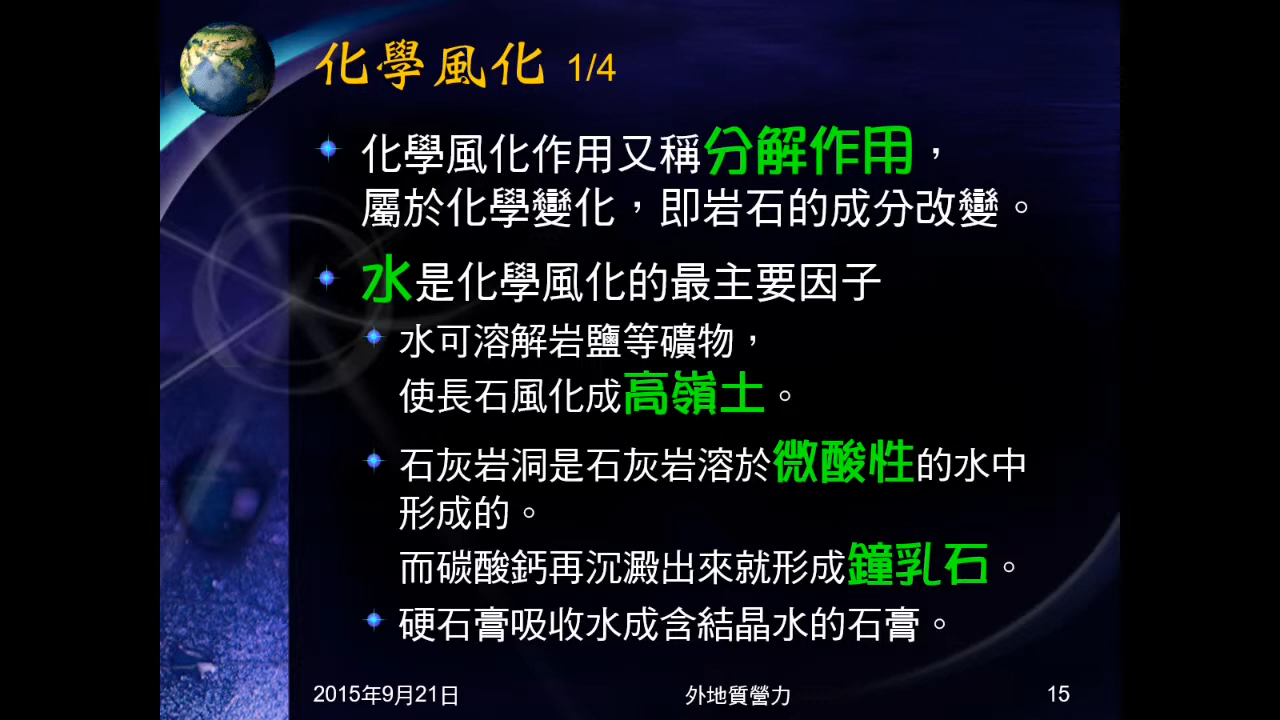 化學風化 1/4
化學風化作用又稱分解作用，
屬於化學變化，即岩石的成分改變。
水是化學風化的最主要因子
水可溶解岩鹽等礦物，
使長石風化成高嶺土。
石灰岩洞是石灰岩溶於微酸性的水中
形成的。
而碳酸鈣再沉澱出來就形成鐘乳石。
硬石膏吸收水成含結晶水的石膏。
2015年9月21日
外地質營力
15